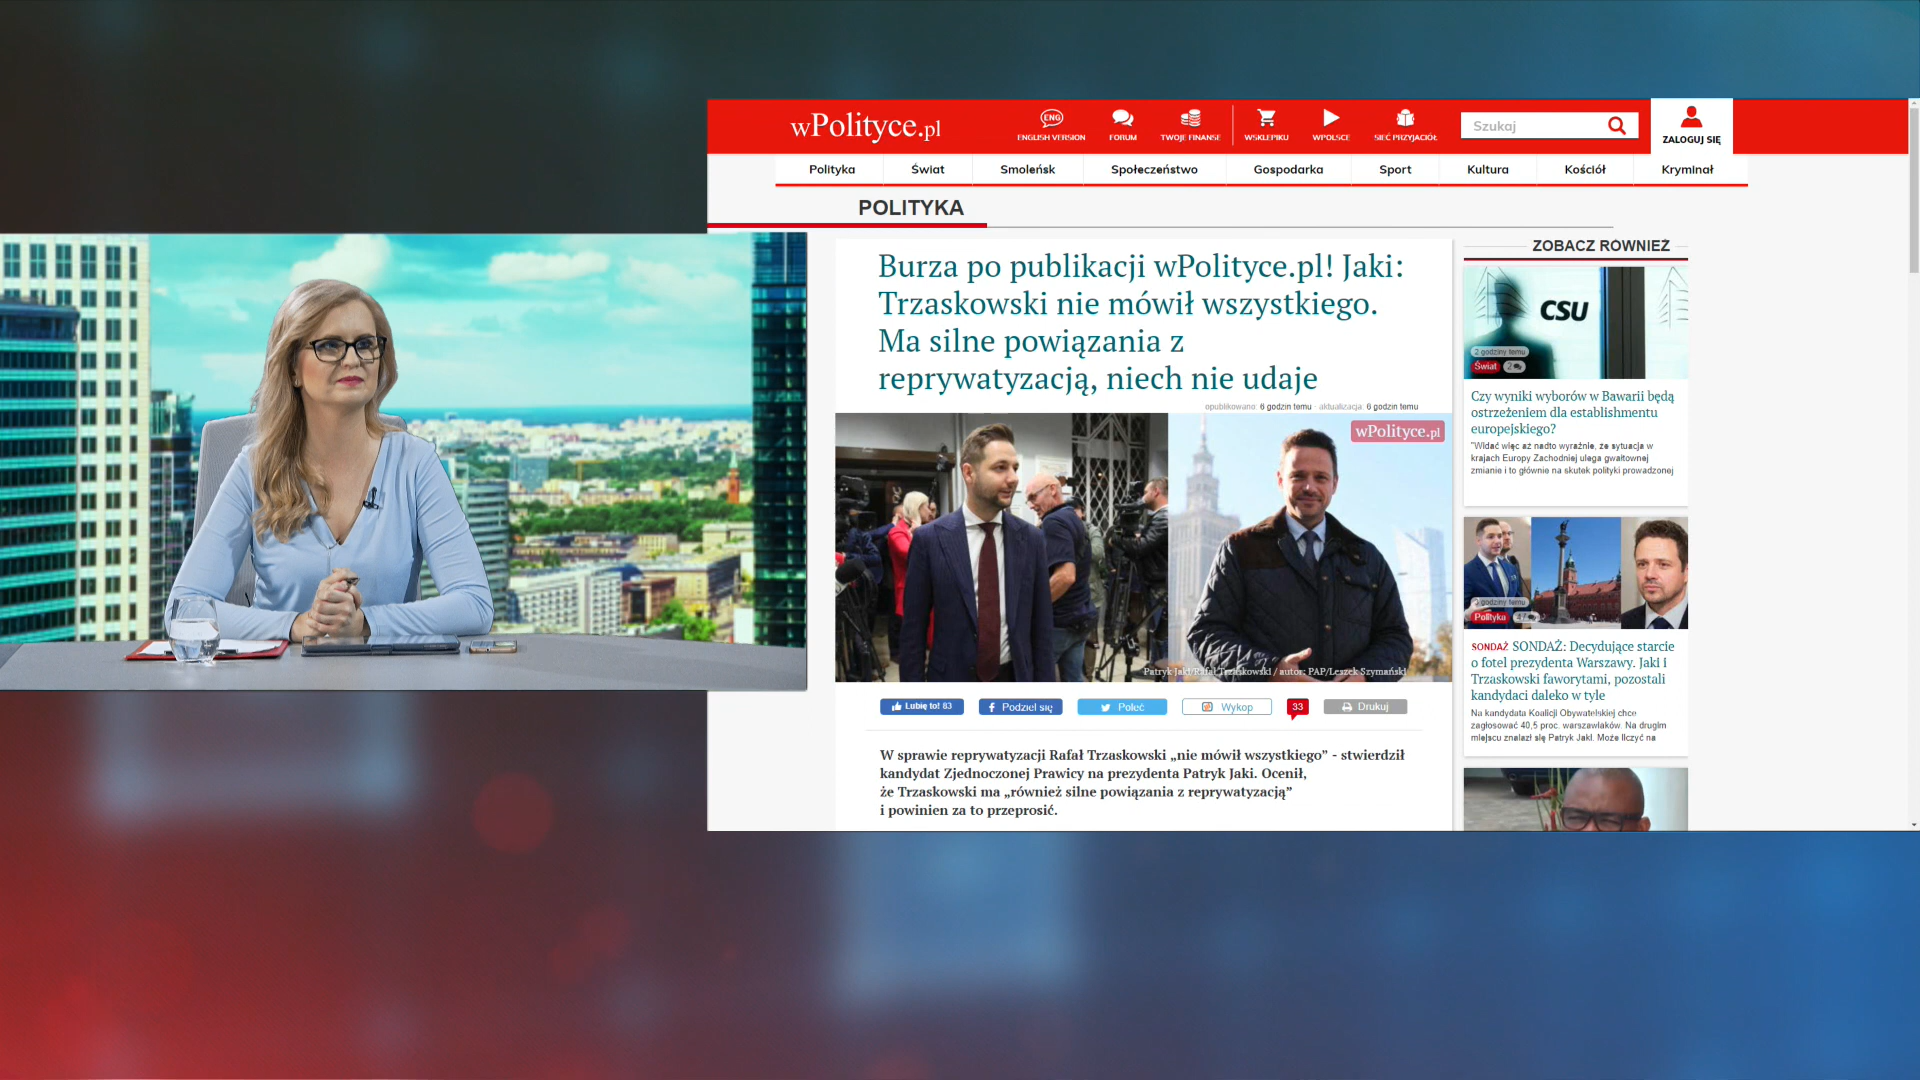 wPolityce.pl
ENG
ENGLISH VERSION
FORUM
TWOJE FINANSE
WSKLEPIKU
WPOLSCE
SIEĆ PRZYJACIÓŁ
Szukaj
ZALOGUJ SIĘ
Polityka
Świat
Smoleńsk
Społeczeństwo
Gospodarka
Sport
Kultura
Kościół
Kryminał
POLITYKA
Burza po publikacji wPolityce.pl! Jaki:
Trzaskowski nie mówił wszystkiego.
Ma silne powiązania z
reprywatyzacją, niech nie udaje
opublikowano: 6 godzin temu · aktualizacja: 6 godzin temu
wPolityce.pl
Patryk Jaki/Rafał Trzaskowski / autor: PAP/Leszek Szymański
Lubię to! 83
Podziel się
Poleć
Wykop
33
Drukuj
W sprawie reprywatyzacji Rafał Trzaskowski „nie mówił wszystkiego” - stwierdził
kandydat Zjednoczonej Prawicy na prezydenta Patryk Jaki. Ocenił,
że Trzaskowski ma „również silne powiązania z reprywatyzacją”
i powinien za to przeprosić.
ZOBACZ RÓWNIEŻ
CSU
2 godziny temu
Świat
2
Czy wyniki wyborów w Bawarii będą
ostrzeżeniem dla establishmentu
europejskiego?
"Widać więc aż nadto wyraźnie, że sytuacja w
krajach Europy Zachodniej ulega gwałtownej
zmianie i to głównie na skutek polityki prowadzonej
godziny temu
Polityka
SONDAŻ SONDAŻ: Decydujące starcie
o fotel prezydenta Warszawy. Jaki i
Trzaskowski faworytami, pozostali
kandydaci daleko w tyle
Na kandydata Koalicji Obywatelskiej chce
zagłosować 40,5 proc. warszawiaków. Na drugim
miejscu znalazł się Patryk Jaki. Może liczyć na